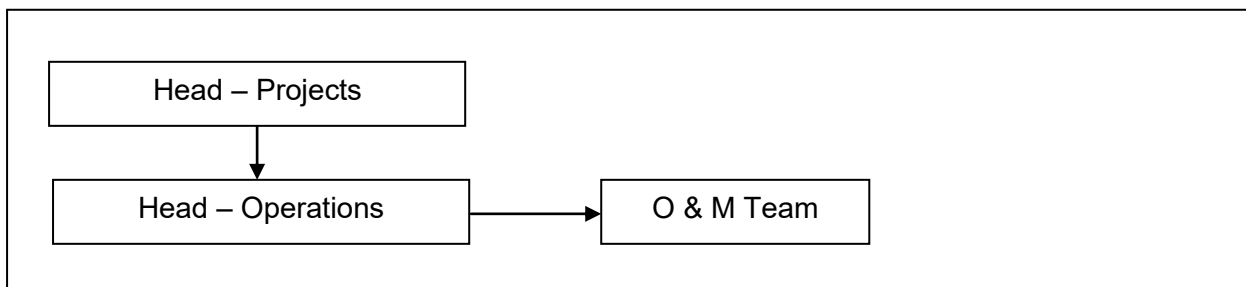 Head – Projects
Head – Operations
O & M Team